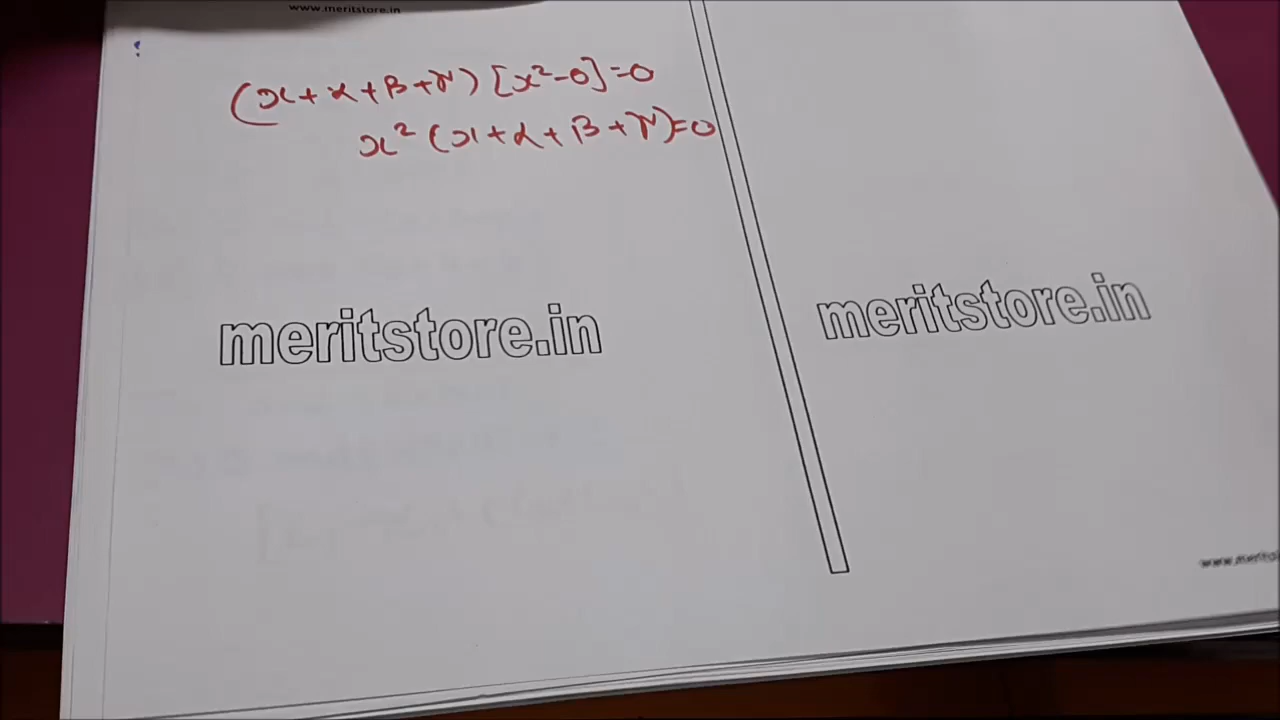 www.meritstore.in
(x+α+β+γ) [x²-0]=0
x² (x+α+β+γ)=0
meritstore.in
meritstore.in